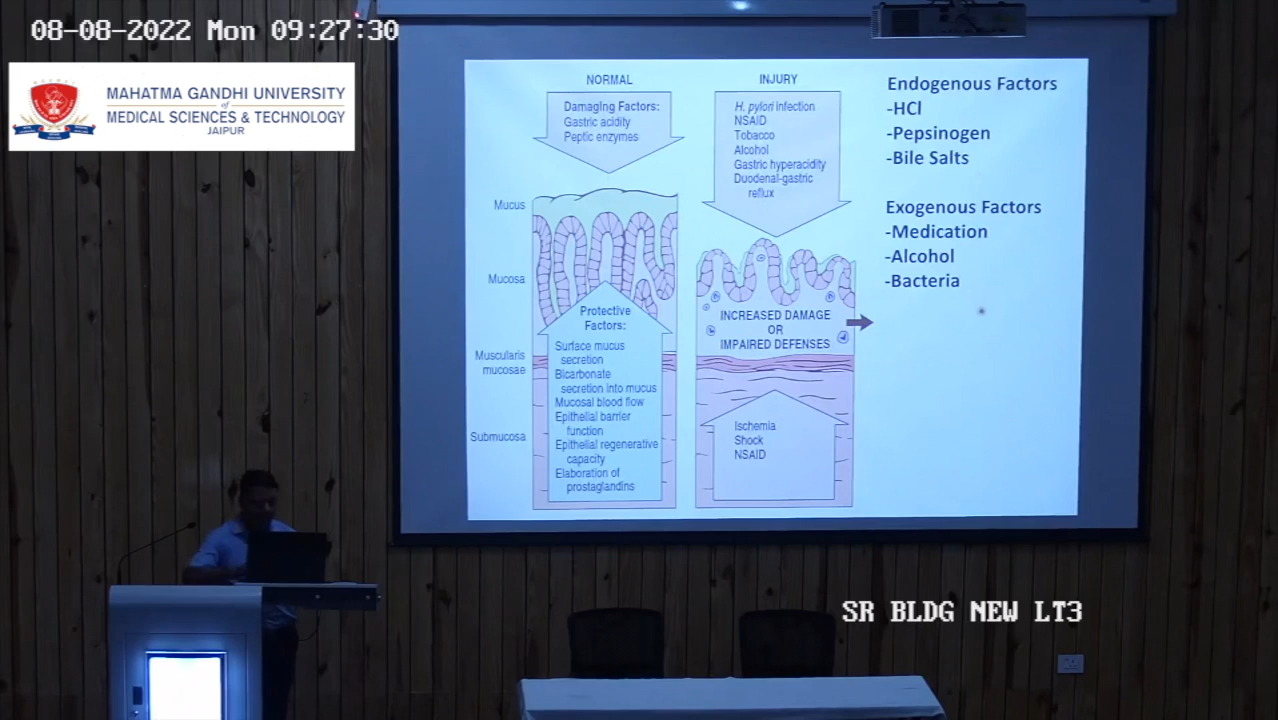 08-08-2022 Mon 09:27:30
MAHATMA GANDHI UNIVERSITY
of
MEDICAL SCIENCES & TECHNOLOGY
JAIPUR
NORMAL
Damaging Factors:
Gastric acidity
Peptic enzymes
Mucus
Mucosa
Muscularis
mucosae
Submucosa
Protective
Factors:
Surface mucus
secretion
Bicarbonate
secretion into mucus
Mucosal blood flow
Epithelial barrier
function
Epithelial regenerative
capacity
Elaboration of
prostaglandins
INJURY
H. pylori infection
NSAID
Tobacco
Alcohol
Gastric hyperacidity
Duodenal-gastric
reflux
INCREASED DAMAGE
OR
IMPAIRED DEFENSES
Ischemia
Shock
NSAID
Endogenous Factors
-HCl
-Pepsinogen
-Bile Salts
Exogenous Factors
-Medication
-Alcohol
-Bacteria
SR BLDG NEW LT3